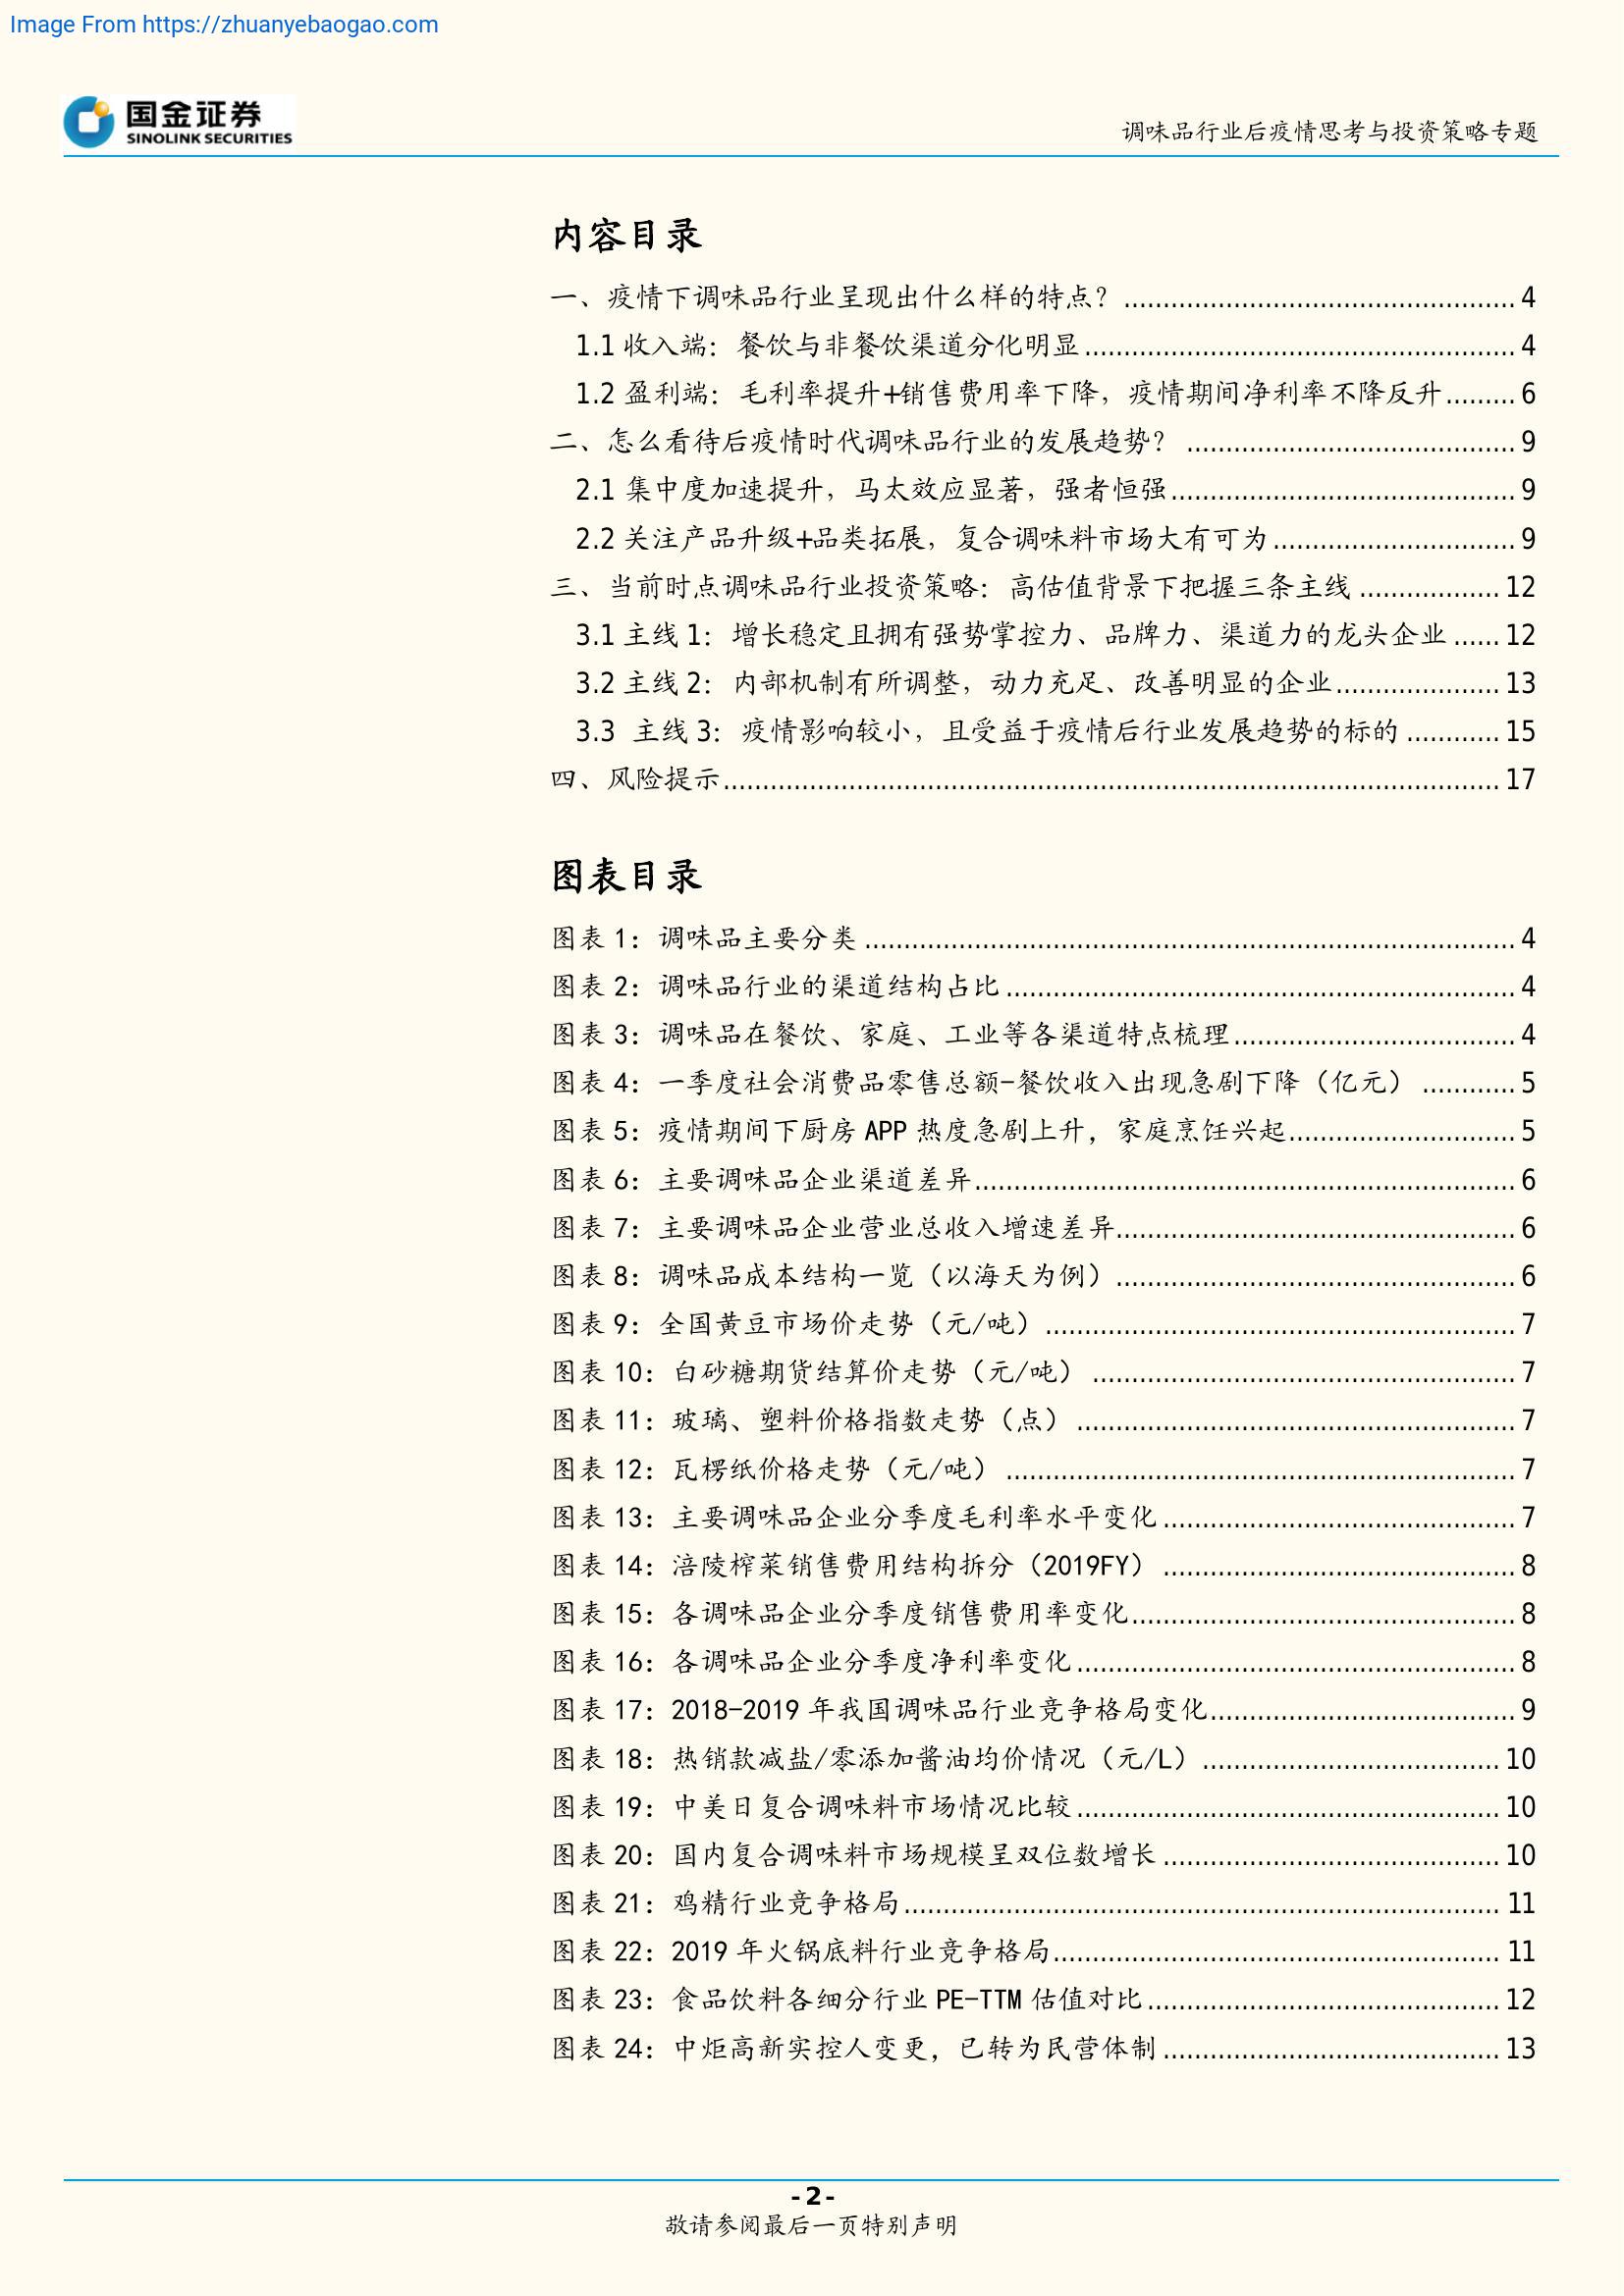 Image From https://zhuanyebaogao.com
国金证券
SINOLINK SECURITIES
调味品行业后疫情思考与投资策略专题
内容目录
一、疫情下调味品行业呈现出什么样的特点？ .................................................. 4
1.1 收入端：餐饮与非餐饮渠道分化明显....................................................... 4
1.2 盈利端：毛利率提升+销售费用率下降，疫情期间净利率不降反升......... 6
二、怎么看待后疫情时代调味品行业的发展趋势？ .......................................... 9
2.1 集中度加速提升，马太效应显著，强者恒强............................................ 9
2.2 关注产品升级+品类拓展，复合调味料市场大有可为............................... 9
三、当前时点调味品行业投资策略：高估值背景下把握三条主线 .................. 12
3.1 主线 1：增长稳定且拥有强势掌控力、品牌力、渠道力的龙头企业 ...... 12
3.2 主线 2：内部机制有所调整，动力充足、改善明显的企业..................... 13
3.3 主线 3：疫情影响较小，且受益于疫情后行业发展趋势的标的 ............ 15
四、风险提示................................................................................................... 17
图表目录
图表 1：调味品主要分类 ................................................................................... 4
图表 2：调味品行业的渠道结构占比 ................................................................. 4
图表 3：调味品在餐饮、家庭、工业等各渠道特点梳理.................................... 4
图表 4：一季度社会消费品零售总额-餐饮收入出现急剧下降（亿元） ............ 5
图表 5：疫情期间下厨房 APP 热度急剧上升，家庭烹饪兴起............................. 5
图表 6：主要调味品企业渠道差异..................................................................... 6
图表 7：主要调味品企业营业总收入增速差异................................................... 6
图表 8：调味品成本结构一览（以海天为例）................................................... 6
图表 9：全国黄豆市场价走势（元/吨）............................................................ 7
图表 10：白砂糖期货结算价走势（元/吨） ...................................................... 7
图表 11：玻璃、塑料价格指数走势（点） ........................................................ 7
图表 12：瓦楞纸价格走势（元/吨） ................................................................. 7
图表 13：主要调味品企业分季度毛利率水平变化............................................. 7
图表 14：涪陵榨菜销售费用结构拆分（2019FY） ............................................. 8
图表 15：各调味品企业分季度销售费用率变化................................................. 8
图表 16：各调味品企业分季度净利率变化........................................................ 8
图表 17：2018-2019 年我国调味品行业竞争格局变化....................................... 9
图表 18：热销款减盐/零添加酱油均价情况（元/L） ...................................... 10
图表 19：中美日复合调味料市场情况比较...................................................... 10
图表 20：国内复合调味料市场规模呈双位数增长........................................... 10
图表 21：鸡精行业竞争格局............................................................................ 11
图表 22：2019 年火锅底料行业竞争格局......................................................... 11
图表 23：食品饮料各细分行业 PE-TTM 估值对比............................................. 12
图表 24：中炬高新实控人变更，已转为民营体制........................................... 13
- 2 -
敬请参阅最后一页特别声明